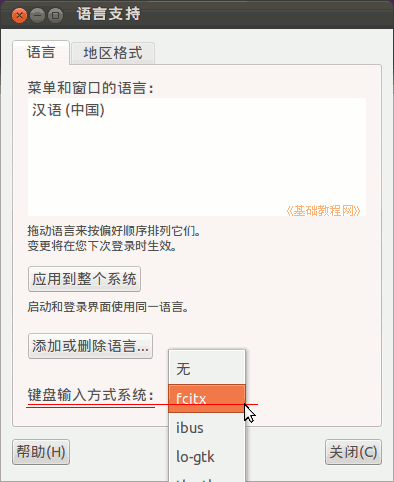 语言支持
语言 地区格式
菜单和窗口的语言：
汉语 (中国)
《基础教程网》
拖动语言来按偏好顺序排列它们。
变更将在您下次登录时生效。
应用到整个系统
启动和登录界面使用同一语言。
添加或删除语言...
无
键盘输入方式系统：
fcitx
ibus
lo-gtk
帮助(H)
关闭(C)